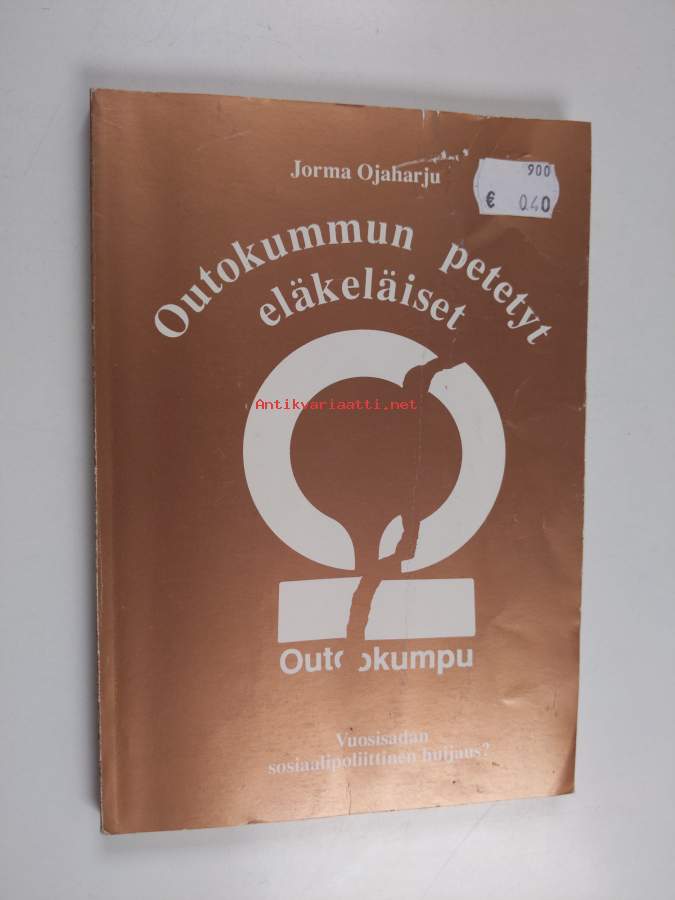 Jorma Ojaharju
900
€ 0.40
Outokummun petetyt
eläkeläiset
Antikvariaatti.net
Outokumpu
Vuosisadan
sosiaalipoliittinen huijaus?